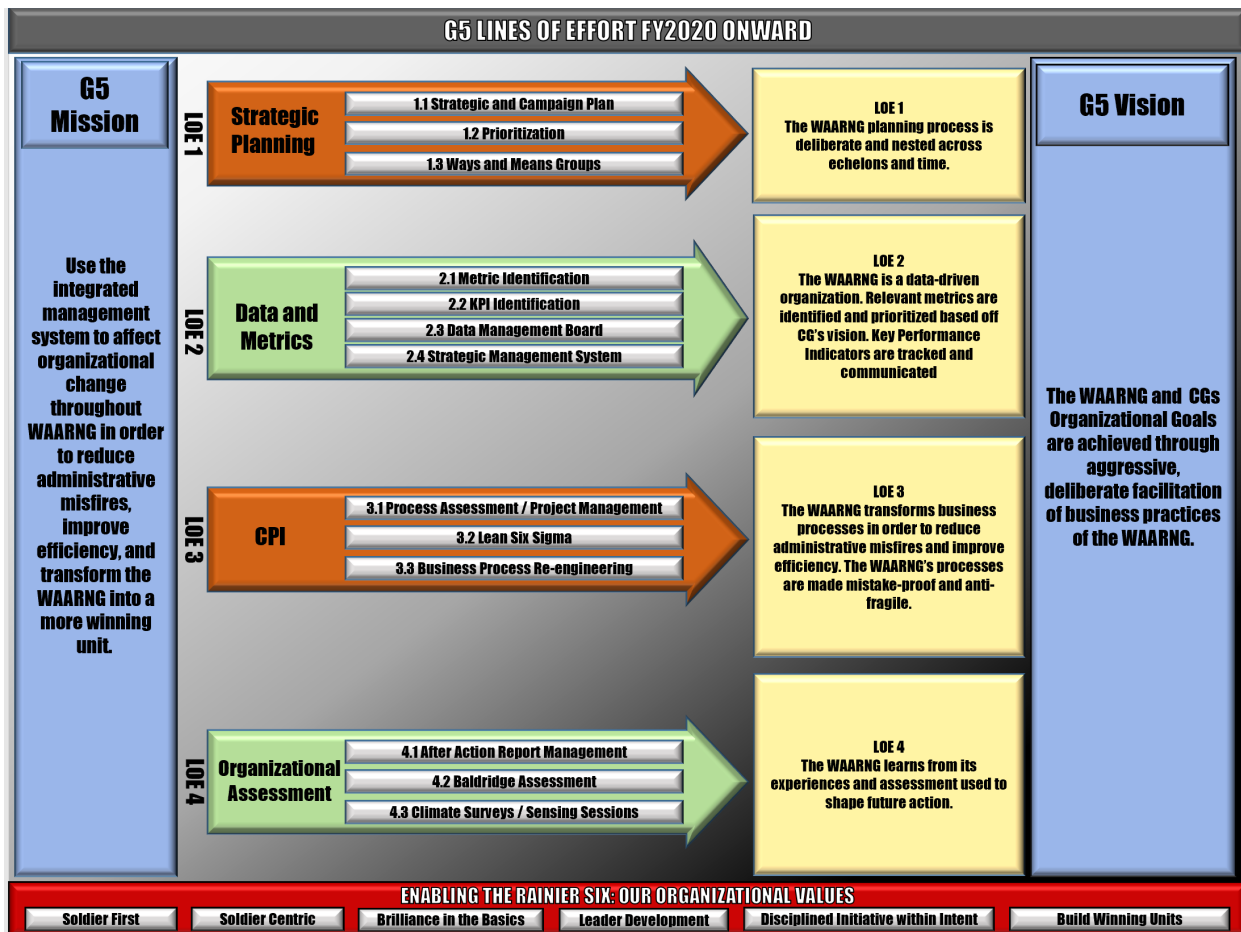 G5 LINES OF EFFORT FY2020 ONWARD
G5
Mission
Use the
integrated
management
system to affect
organizational
change
throughout
WAARNG in order
to reduce
administrative
misfires,
improve
efficiency, and
transform the
WAARNG into a
more winning
unit.
LOE 1
Strategic
Planning
1.1 Strategic and Campaign Plan
1.2 Prioritization
1.3 Ways and Means Groups
LOE 1
The WAARNG planning process is
deliberate and nested across
echelons and time.
LOE 2
Data and
Metrics
2.1 Metric Identification
2.2 KPI Identification
2.3 Data Management Board
2.4 Strategic Management System
LOE 2
The WAARNG is a data-driven
organization. Relevant metrics are
identified and prioritized based off
CG's vision. Key Performance
Indicators are tracked and
communicated
LOE 3
CPI
3.1 Process Assessment / Project Management
3.2 Lean Six Sigma
3.3 Business Process Re-engineering
LOE 3
The WAARNG transforms business
processes in order to reduce
administrative misfires and improve
efficiency. The WAARNG's processes
are made mistake-proof and anti-
fragile.
LOE 4
Organizational
Assessment
4.1 After Action Report Management
4.2 Baldridge Assessment
4.3 Climate Surveys / Sensing Sessions
LOE 4
The WAARNG learns from its
experiences and assessment used to
shape future action.
G5 Vision
The WAARNG and CGs
Organizational Goals
are achieved through
aggressive,
deliberate facilitation
of business practices
of the WAARNG.
ENABLING THE RAINIER SIX: OUR ORGANIZATIONAL VALUES
Soldier First
Soldier Centric
Brilliance in the Basics
Leader Development
Disciplined Initiative within Intent
Build Winning Units